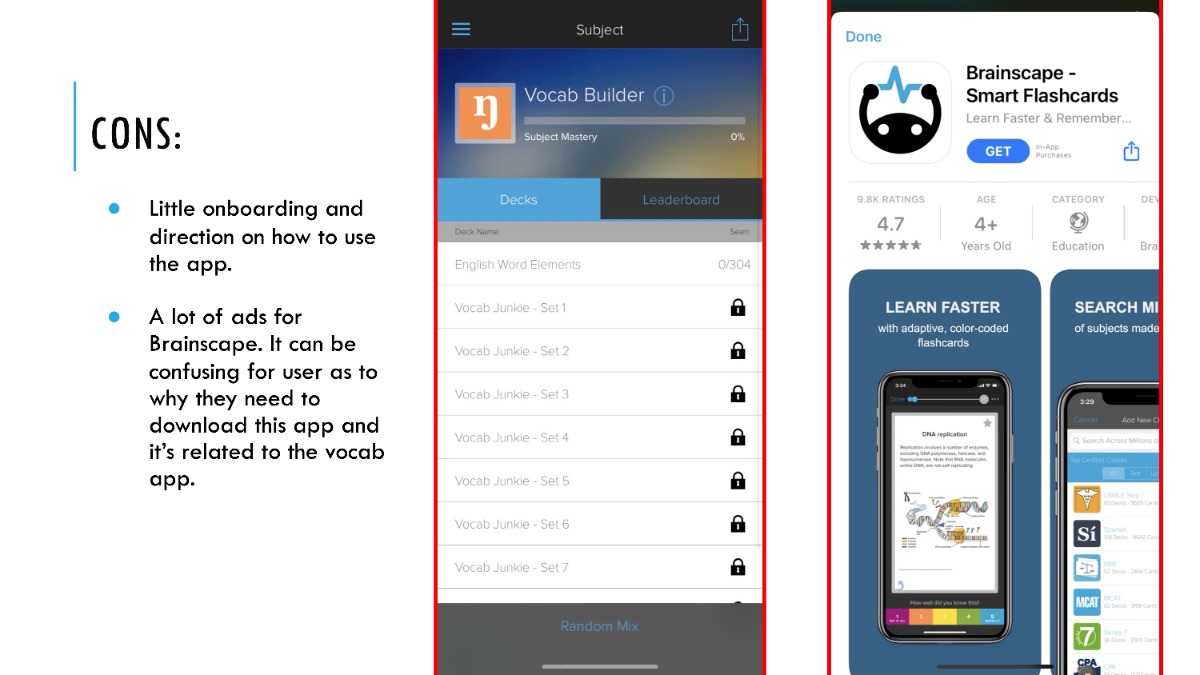 CONS:
Little onboarding and
direction on how to use
the app.
A lot of ads for
Brainscape. It can be
confusing for user as to
why they need to
download this app and
it's related to the vocab
app.
Subject
Vocab Builder
Subject Mastery 0%
Decks Leaderboard
Deck Name Seen
English Word Elements 0/304
Vocab Junkie - Set 1
Vocab Junkie - Set 2
Vocab Junkie - Set 3
Vocab Junkie - Set 4
Vocab Junkie - Set 5
Vocab Junkie - Set 6
Vocab Junkie - Set 7
Random Mix
Done
Brainscape -
Smart Flashcards
Learn Faster & Remember...
GET
In-App
Purchases
9.8K RATINGS AGE CATEGORY DEV
4.7 4+
Years Old Education Bra
LEARN FASTER
with adaptive, color-coded
flashcards
3:34
Done
DNA replication
Replication involves a number of enzymes,
including DNA polymerase, helicase, and
topoisomerase. Note that RNA molecules,
unlike DNA, are not self-replicating.
How well did you know this?
1 2 3 4 5
SEARCH MI
of subjects made
3:29
Cancel Add New Cl
Search Across Millions of
Top Certified Classes
USMLE Step 1
Sí Spanish
MBE
MCAT MCAT
7 Series 7
CPA CPA